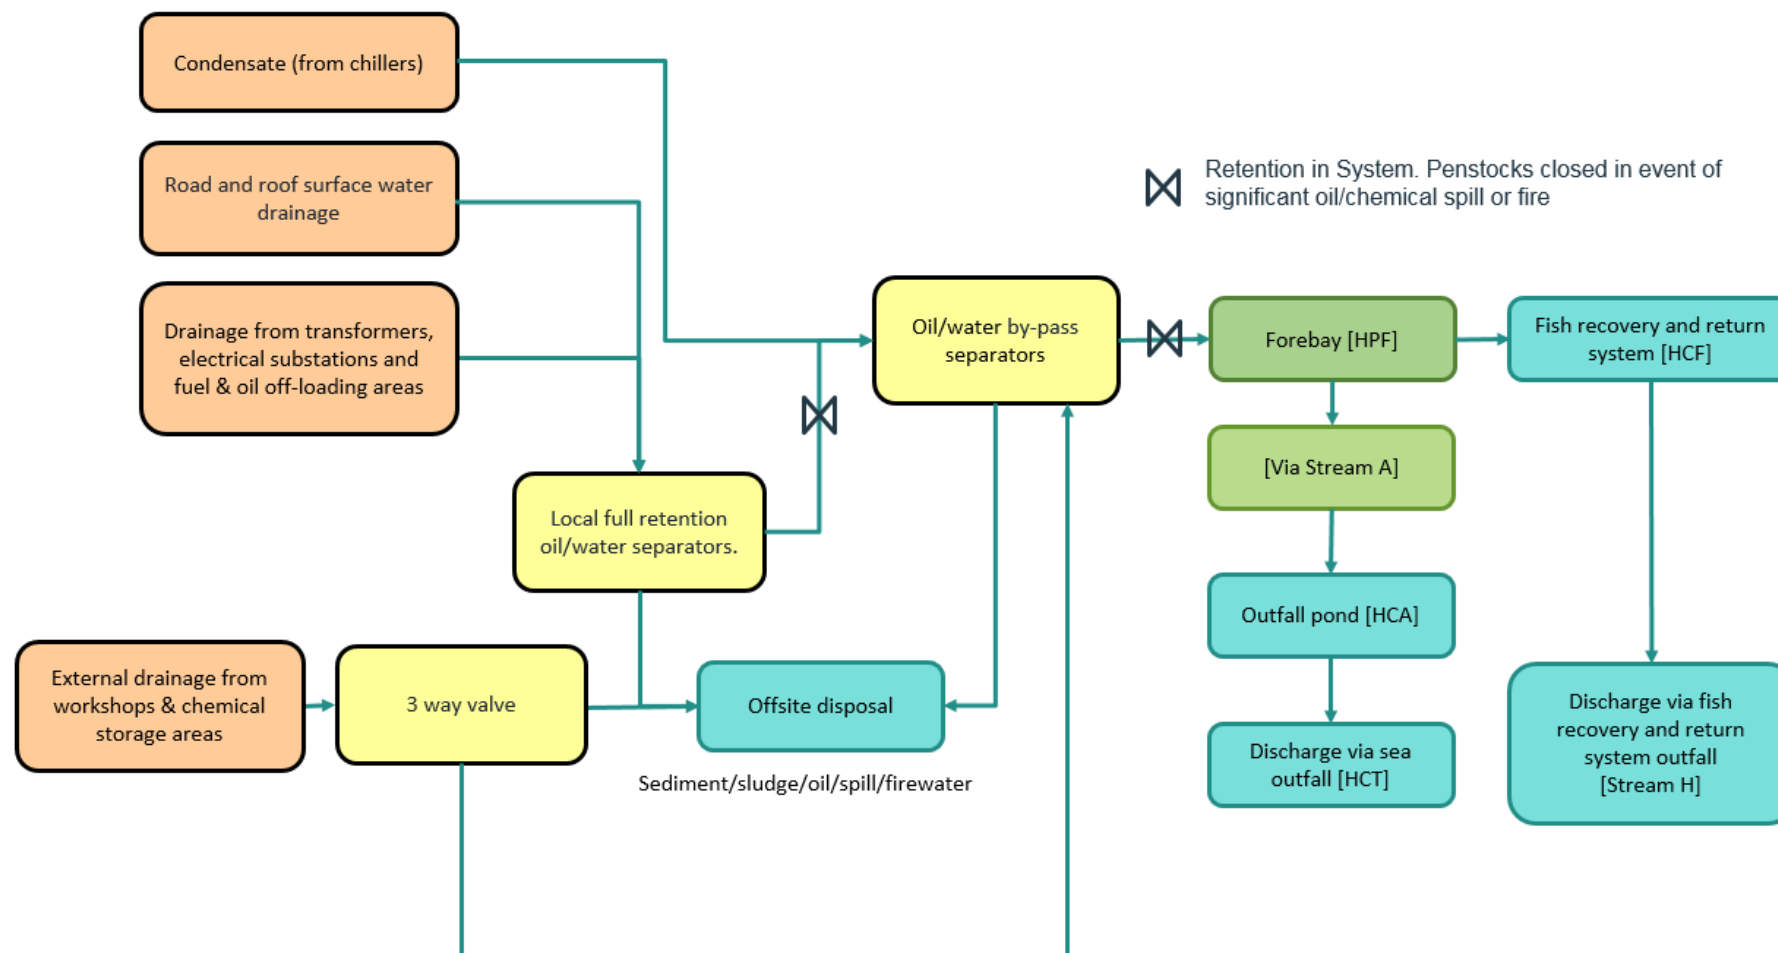 Condensate (from chillers)
Road and roof surface water
drainage
Retention in System. Penstocks closed in event of
significant oil/chemical spill or fire
Drainage from transformers,
electrical substations and
fuel & oil off-loading areas
Oil/water by-pass
separators
Forebay [HPF]
Fish recovery and return
system [HCF]
[Via Stream A]
Local full retention
oil/water separators.
Outfall pond [HCA]
External drainage from
workshops & chemical
storage areas
3 way valve
Offsite disposal
Sediment/sludge/oil/spill/firewater
Discharge via sea
outfall [HCT]
Discharge via fish
recovery and return
system outfall
[Stream H]